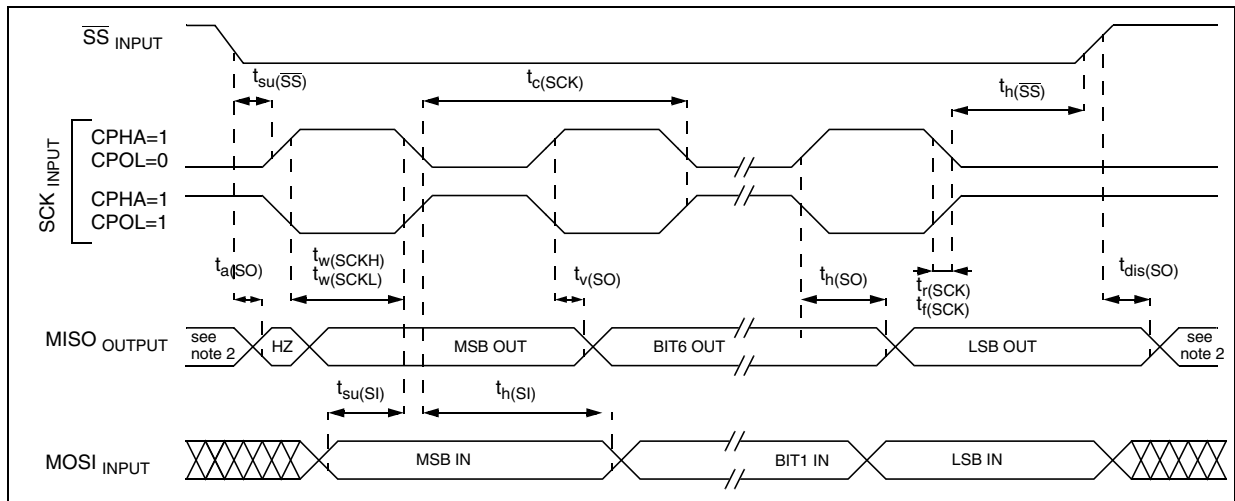 SS INPUT
tsu(SS)
tc(SCK)
th(SS)
SCK INPUT
CPHA=1
CPOL=0
CPHA=1
CPOL=1
ta(SO)
tw(SCKH)
tw(SCKL)
tv(SO)
th(SO)
tr(SCK)
tf(SCK)
tdis(SO)
MISO OUTPUT
see note 2
HZ
MSB OUT
BIT6 OUT
LSB OUT
see note 2
tsu(SI)
th(SI)
MOSI INPUT
MSB IN
BIT1 IN
LSB IN